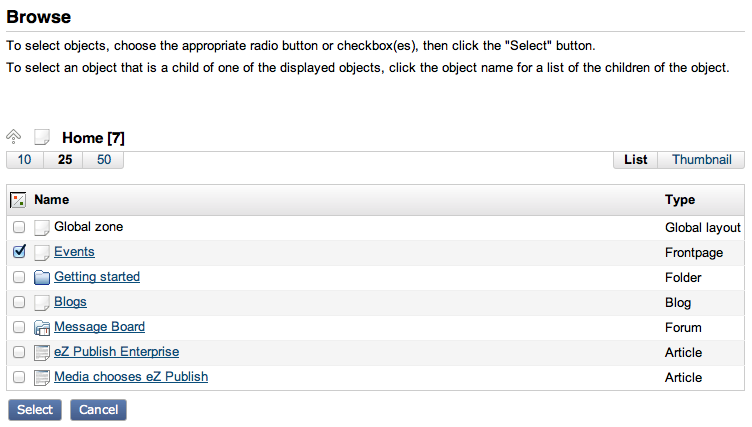 Browse
To select objects, choose the appropriate radio button or checkbox(es), then click the "Select" button.
To select an object that is a child of one of the displayed objects, click the object name for a list of the children of the object.
Home [7]
10 25 50 List Thumbnail
Name Type
Global zone Global layout
Events Frontpage
Getting started Folder
Blogs Blog
Message Board Forum
eZ Publish Enterprise Article
Media chooses eZ Publish Article
Select Cancel